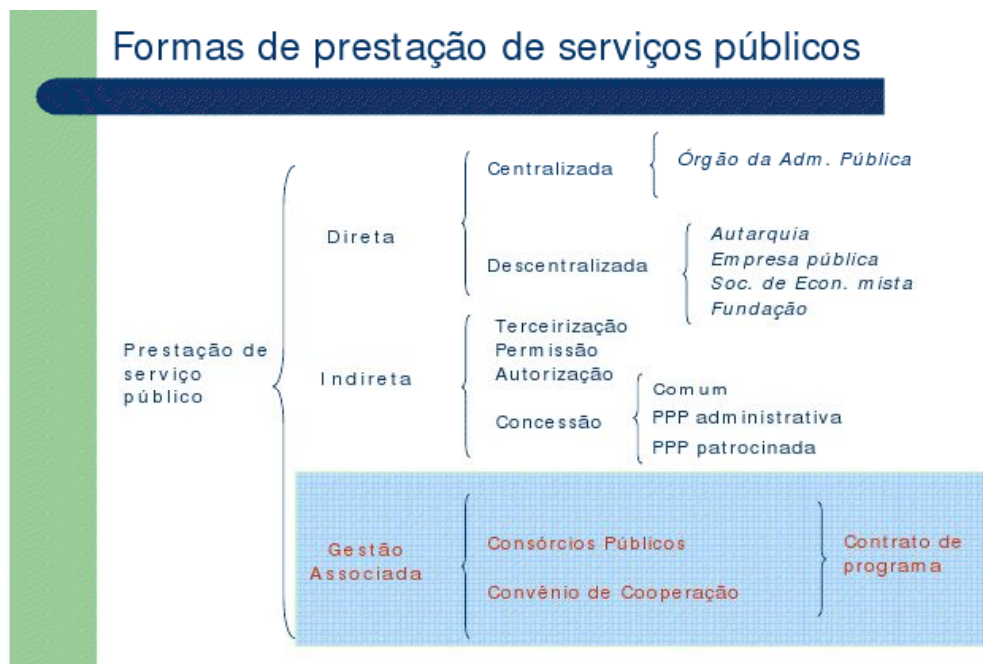 Formas de prestação de serviços públicos
Centralizada
Órgão da Adm. Pública
Direta
Descentralizada
Autarquia
Empresa pública
Soc. de Econ. mista
Fundação
Prestação de
serviço
público
Indireta
Terceirização
Permissão
Autorização
Concessão
Comum
PPP administrativa
PPP patrocinada
Gestão
Associada
Consórcios Públicos
Convênio de Cooperação
Contrato de
programa